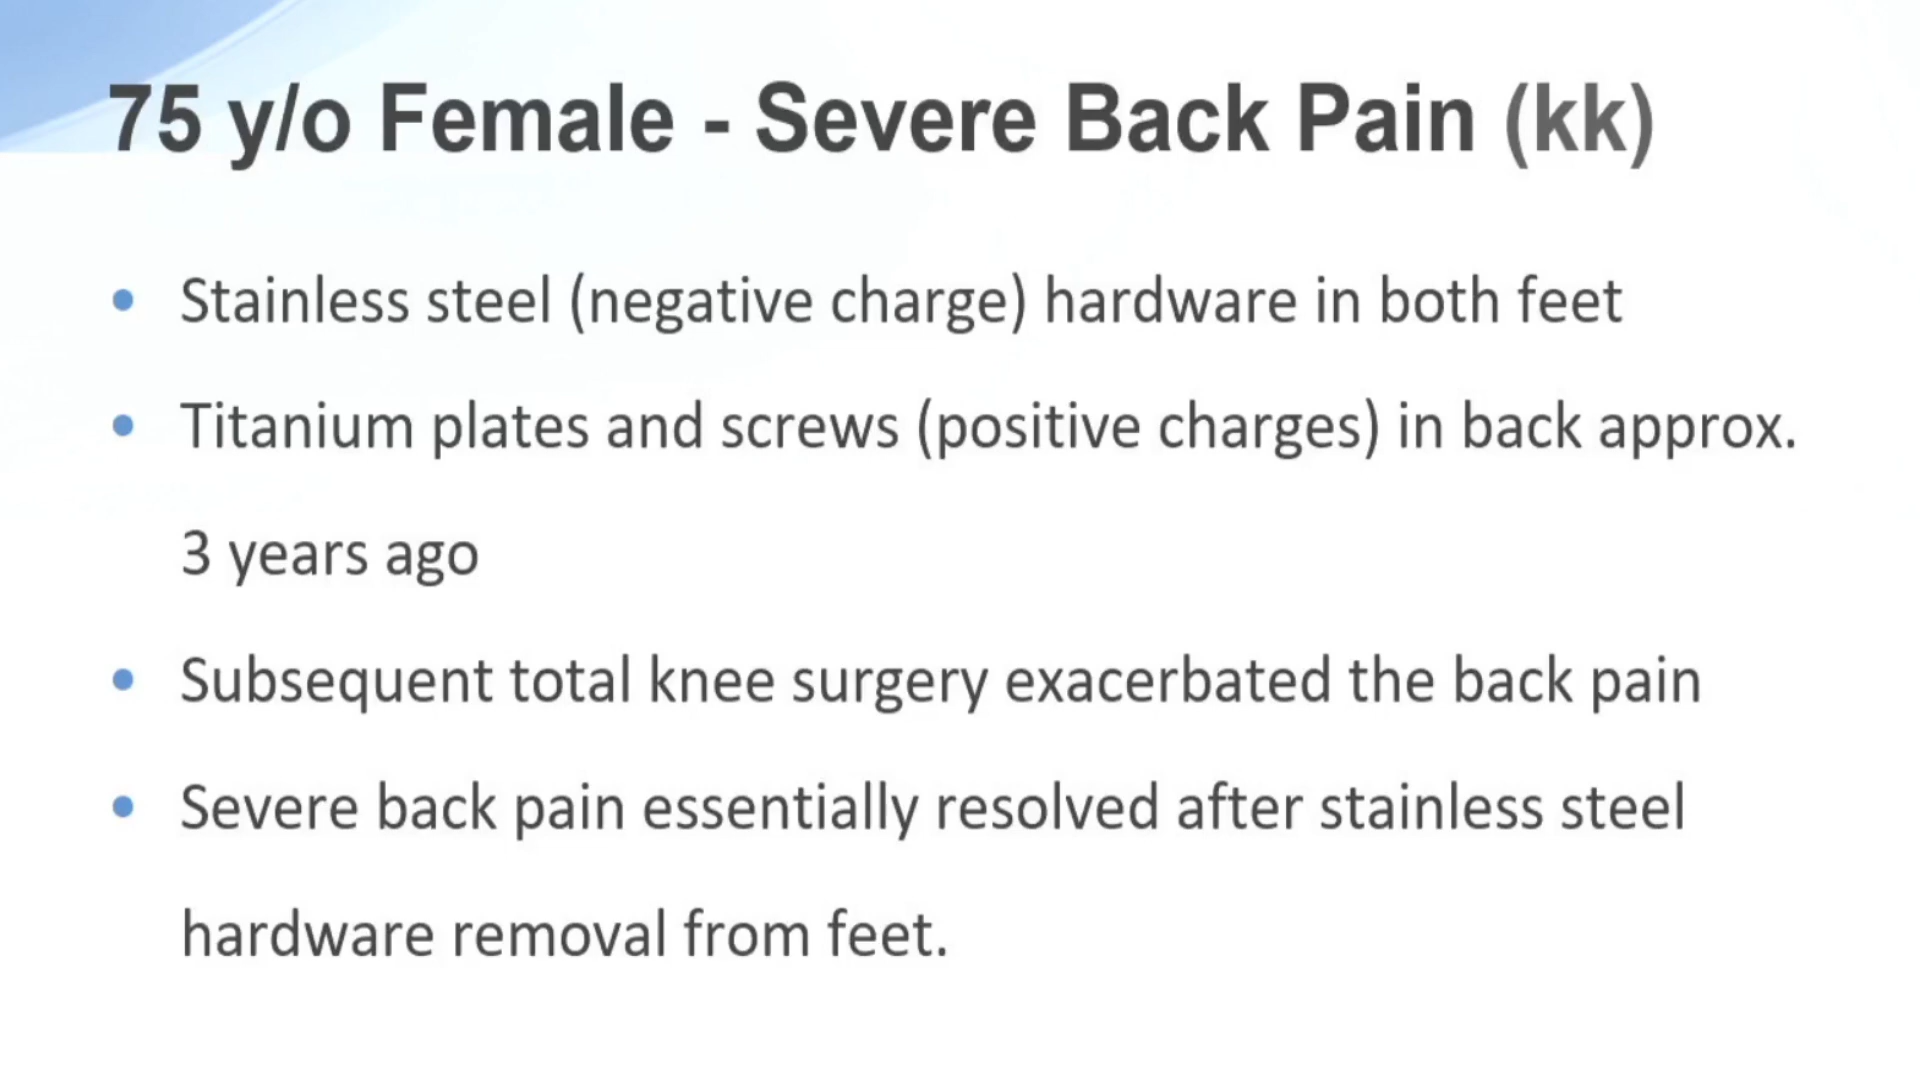 75 y/o Female - Severe Back Pain (kk)
• Stainless steel (negative charge) hardware in both feet
• Titanium plates and screws (positive charges) in back approx.
3 years ago
• Subsequent total knee surgery exacerbated the back pain
• Severe back pain essentially resolved after stainless steel
hardware removal from feet.